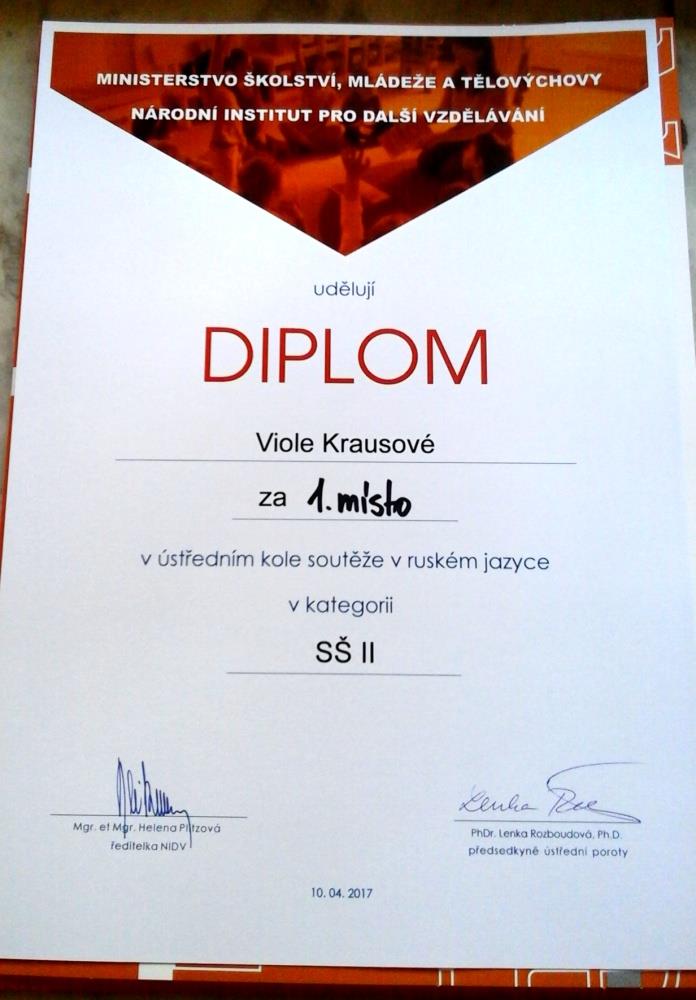 MINISTERSTVO ŠKOLSTVÍ, MLÁDEŽE A TĚLOVÝCHOVY
NÁRODNÍ INSTITUT PRO DALŠÍ VZDĚLÁVÁNÍ
udělují
DIPLOM
Viole Krausové
za 1. místo
v ústředním kole soutěže v ruském jazyce
v kategorii
SŠ II
Mgr. et Mgr. Helena Plitzová
ředitelka NIDV
Lenka
PhDr. Lenka Rozboudová, Ph.D.
předsedkyně ústřední poroty
10. 04. 2017